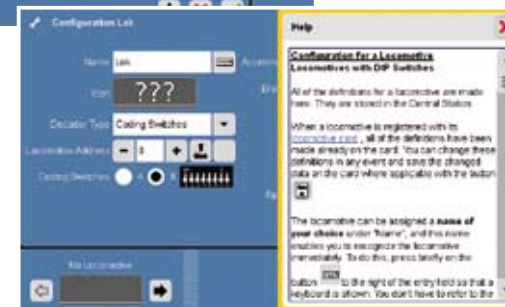 Configuration Lok
Name
Lok
Icon
???
Decoder Type
Coding Switches
Locomotive Address
-
+
Coding Switches
No Locomotive
Help
Configuration for a Locomotive
Locomotives with DIP Switches
All of the definitions for a locomotive are made
here. They are stored in the Central Station.
When a locomotive is registered with its
locomotive card , all of the definitions have been
made already on the card. You can change these
definitions in any event and save the changed
data on the card where applicable with the button
The locomotive can be assigned a name of
your choice under "Name", and this name
enables you to recognize the locomotive
immediately. To do this, press briefly on the
button to the right of the entry field so that a
keyboard is shown. You don't have to refer to the